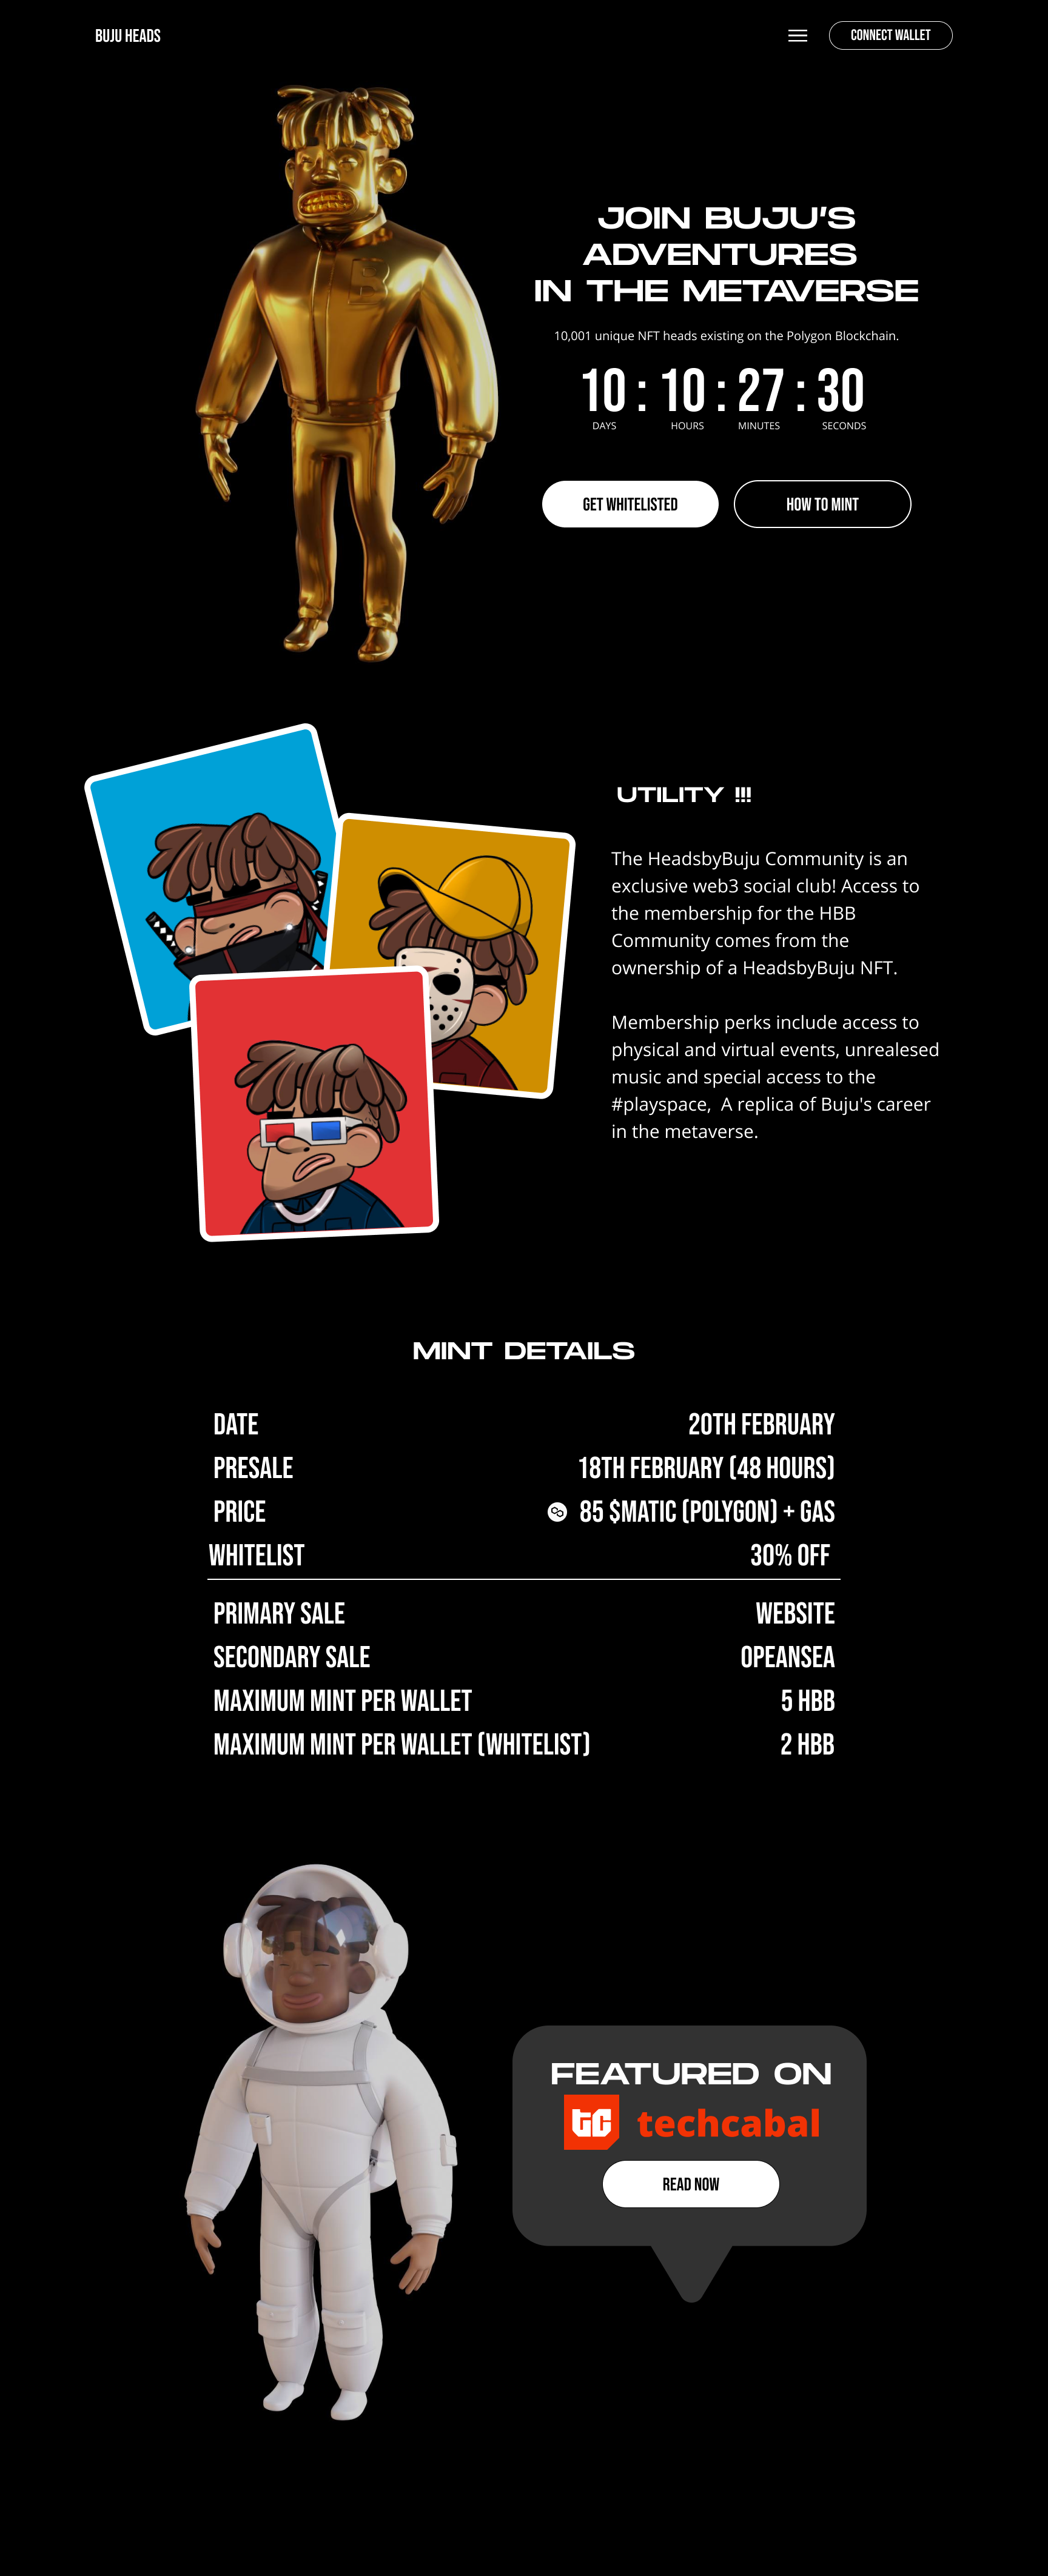 BUJU HEADS
CONNECT WALLET
JOIN BUJU'S
ADVENTURES
IN THE METAVERSE
10,001 unique NFT heads existing on the Polygon Blockchain.
10 : 10 : 27 : 30
DAYS HOURS MINUTES SECONDS
GET WHITELISTED
HOW TO MINT
B
UTILITY !!!
The HeadsbyBuju Community is an
exclusive web3 social club! Access to
the membership for the HBB
Community comes from the
ownership of a HeadsbyBuju NFT.
Membership perks include access to
physical and virtual events, unrealesed
music and special access to the
#playspace,  A replica of Buju's career
in the metaverse.
MINT DETAILS
DATE 20TH FEBRUARY
PRESALE 18TH FEBRUARY (48 HOURS)
PRICE 85 $MATIC (POLYGON) + GAS
WHITELIST 30% OFF
PRIMARY SALE WEBSITE
SECONDARY SALE OPEANSEA
MAXIMUM MINT PER WALLET 5 HBB
MAXIMUM MINT PER WALLET (WHITELIST) 2 HBB
FEATURED ON
tc techcabal
READ NOW